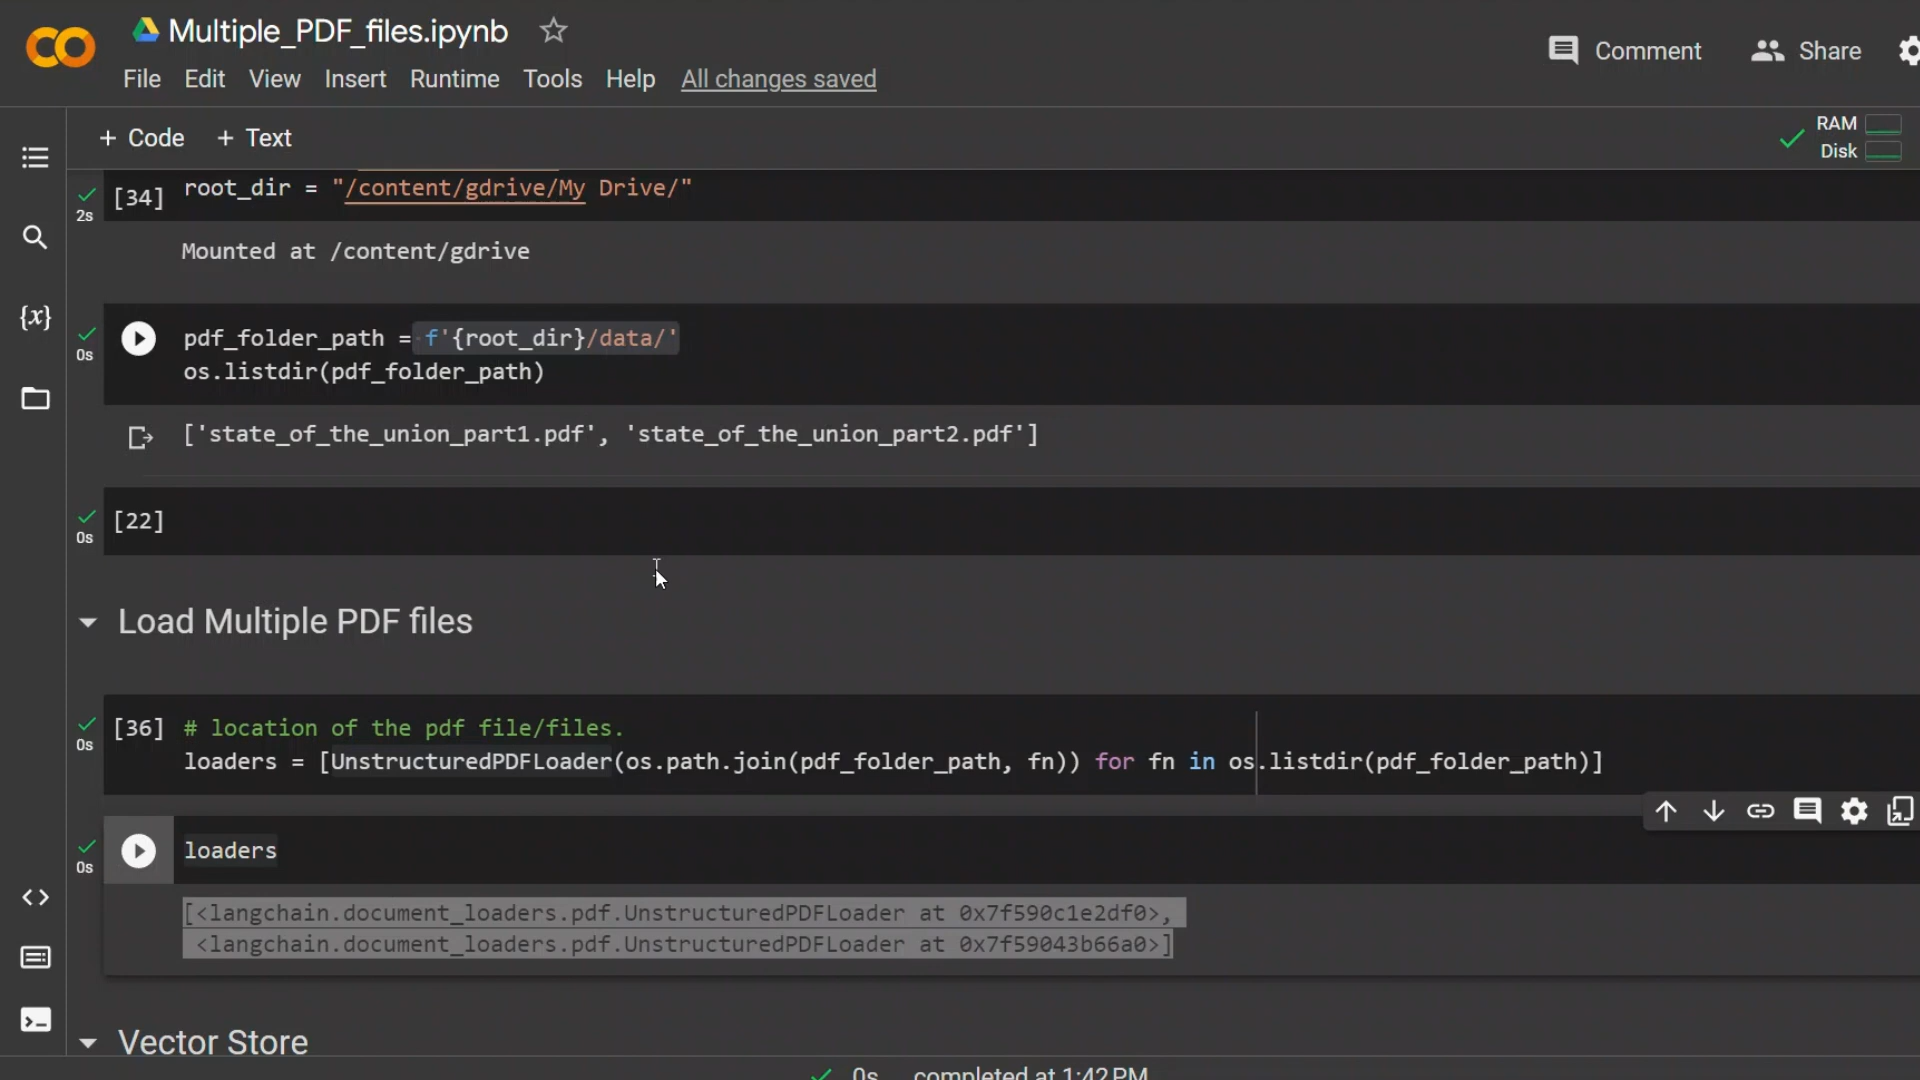 Multiple_PDF_files.ipynb
File Edit View Insert Runtime Tools Help All changes saved
Comment Share
+ Code + Text
RAM
Disk
2s [34] root_dir = "/content/gdrive/My Drive/"
Mounted at /content/gdrive
pdf_folder_path = f'{root_dir}/data/'
0s os.listdir(pdf_folder_path)
['state_of_the_union_part1.pdf', 'state_of_the_union_part2.pdf']
{x}
0s [22]
Load Multiple PDF files
[36] # location of the pdf file/files.
0s loaders = [UnstructuredPDFLoader(os.path.join(pdf_folder_path, fn)) for fn in os.listdir(pdf_folder_path)]
0s loaders
[<langchain.document_loaders.pdf.UnstructuredPDFLoader at 0x7f590c1e2df0>,
<langchain.document_loaders.pdf.UnstructuredPDFLoader at 0x7f59043b66a0>]
Vector Store
0s completed at 1:42 PM